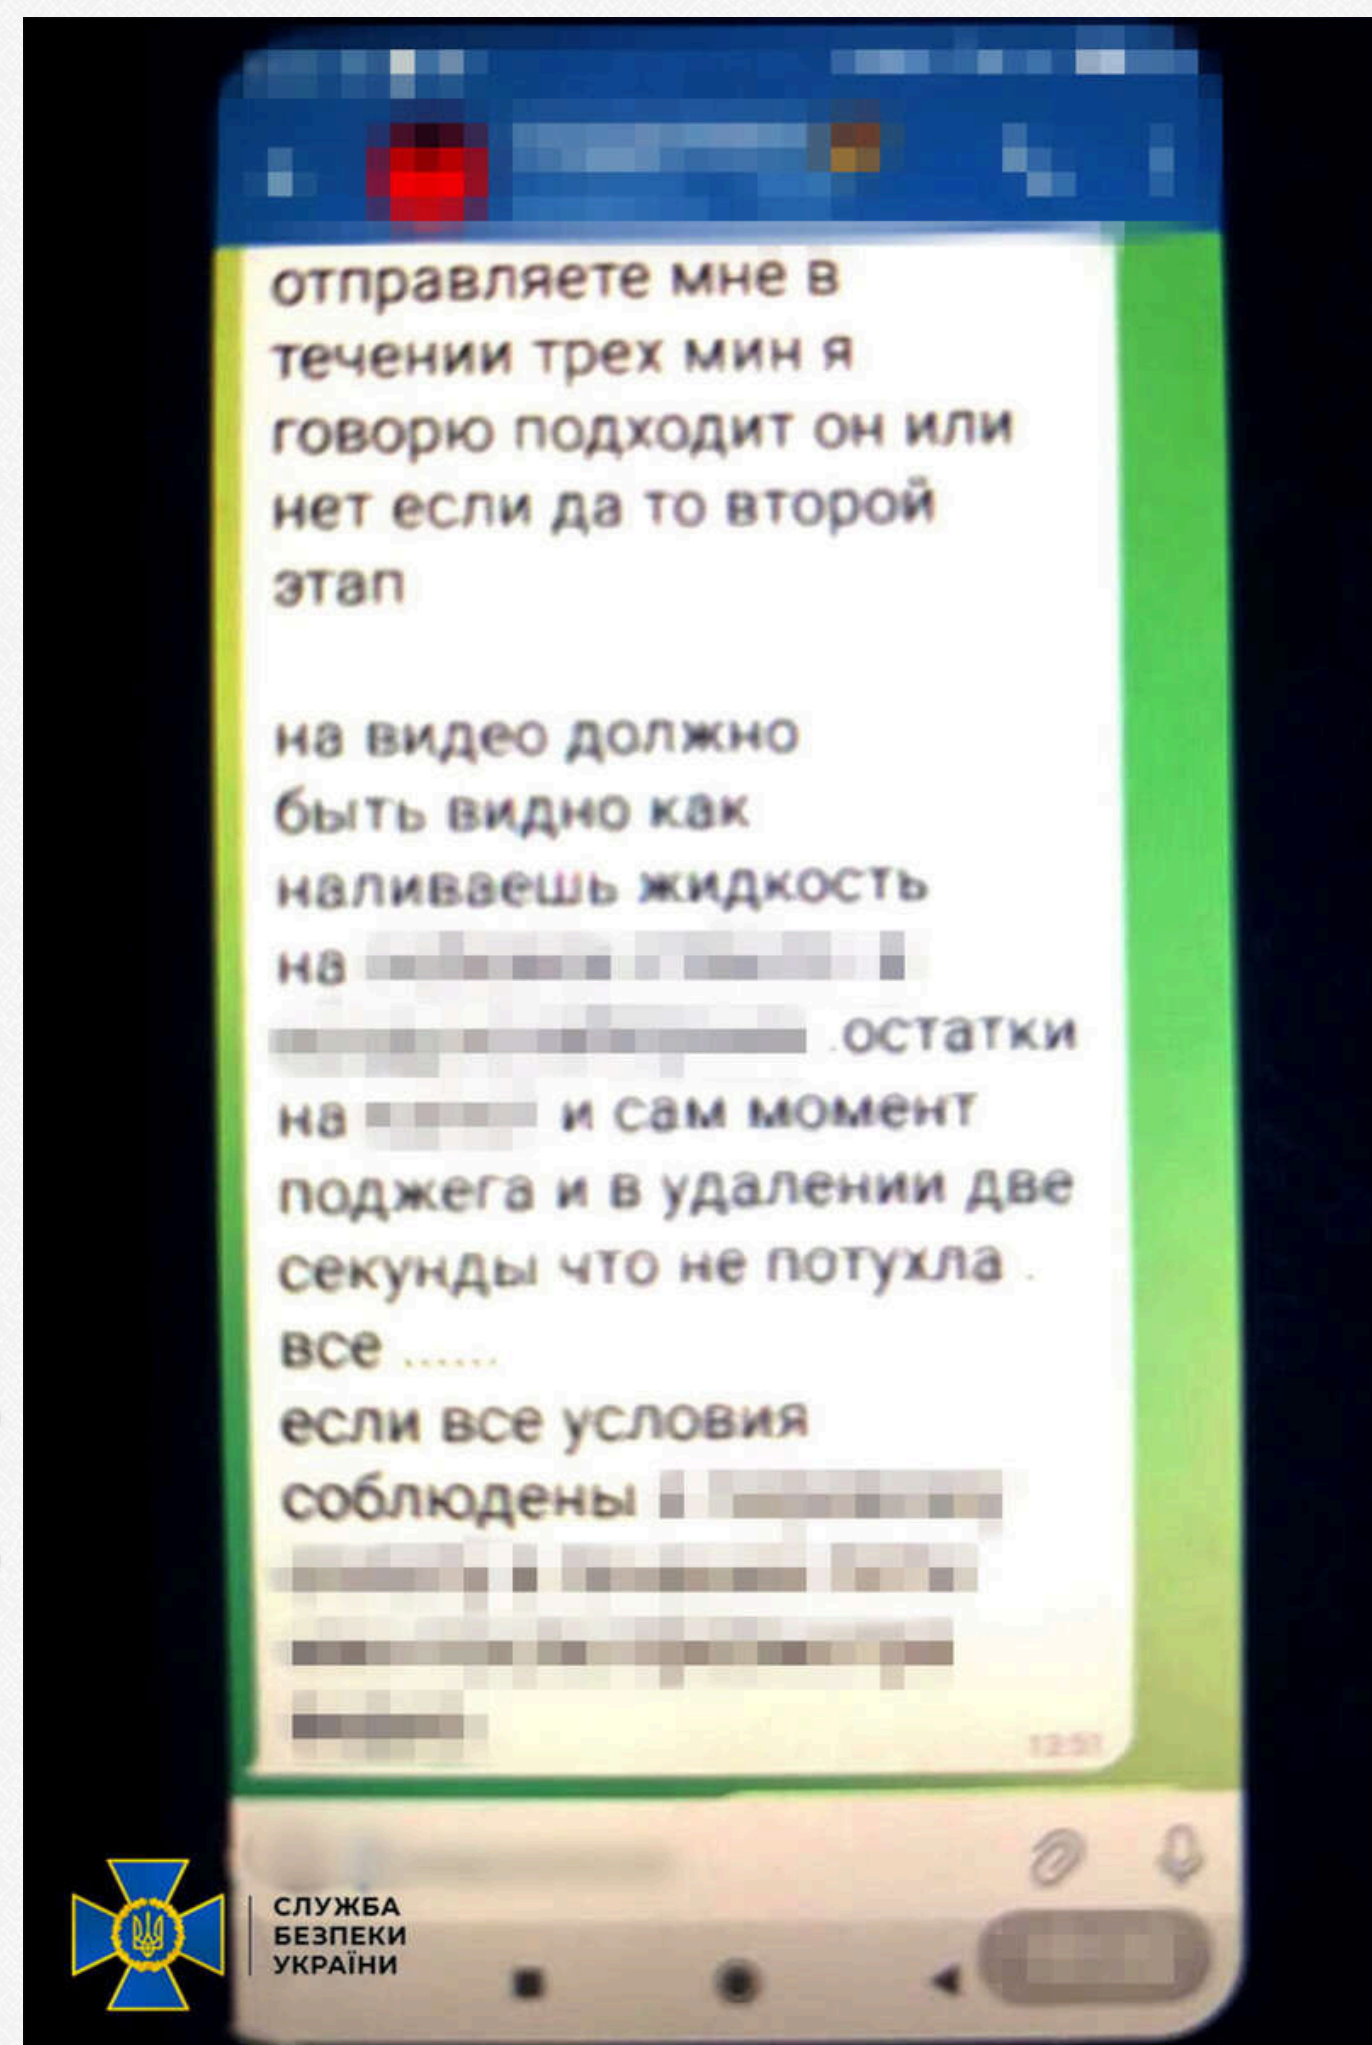 отправляете мне в
течении трех мин я
говорю подходит он или
нет если да то второй
этап
на видео должно
быть видно как
наливаешь жидкость
на
.остатки
на и сам момент
поджега и в удалении две
секунды что не потухла .
все ......
если все условия
соблюдены
13:51
СЛУЖБА
БЕЗПЕКИ
УКРАЇНИ